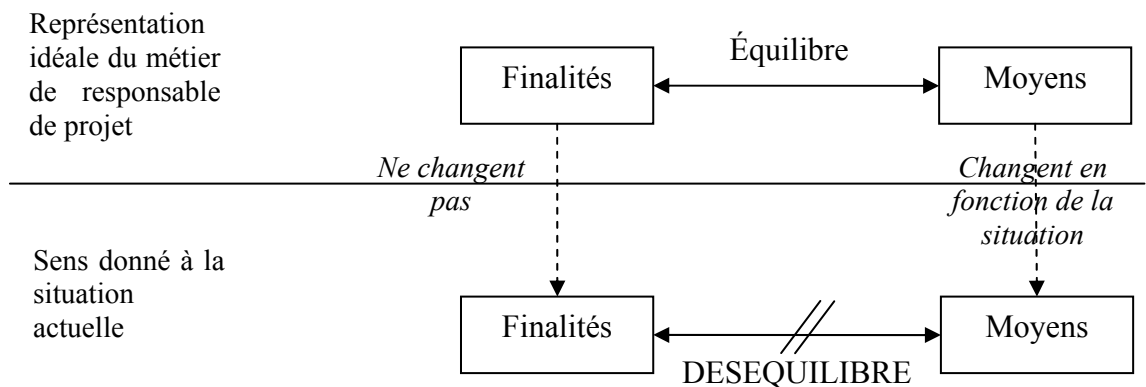 Représentation
idéale du métier
de responsable
de projet
Finalités
Équilibre
Moyens
Ne changent
pas
Changent en
fonction de la
situation
Sens donné à la
situation
actuelle
Finalités
DESEQUILIBRE
Moyens